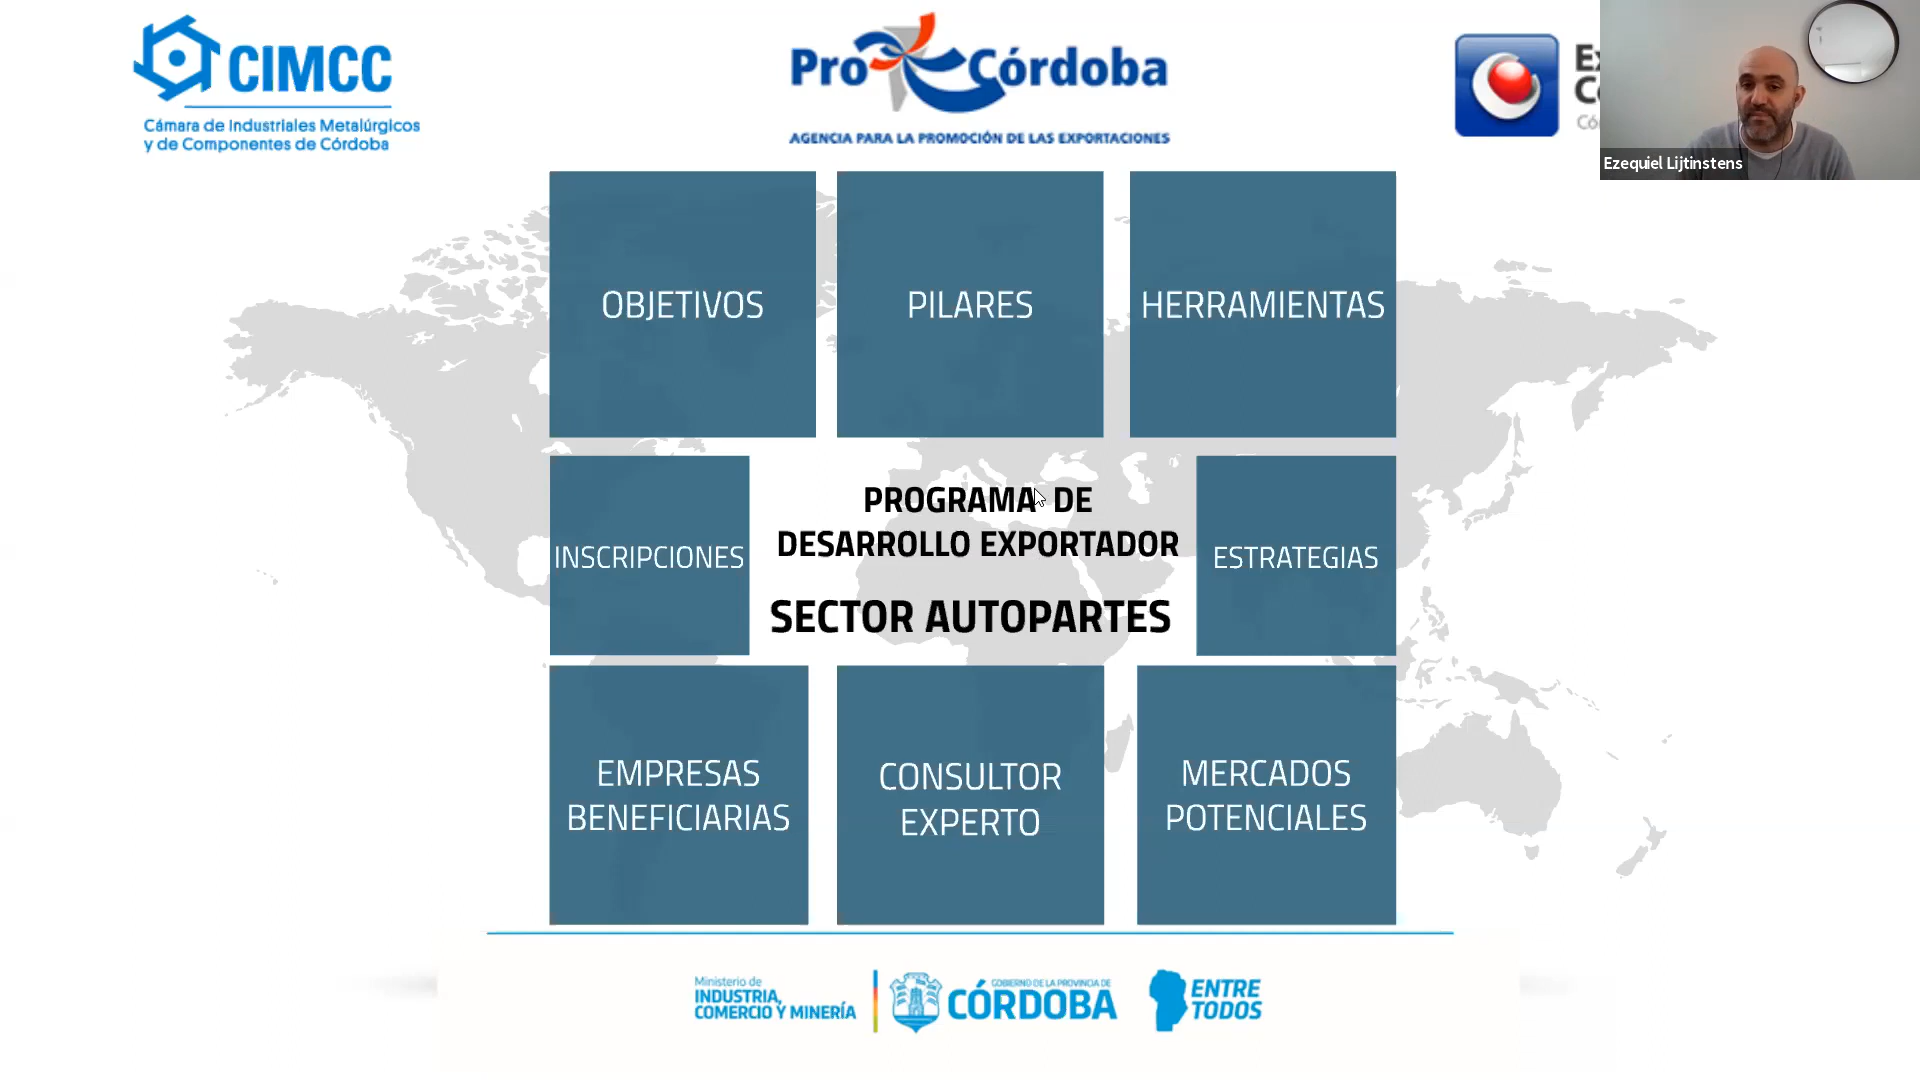 CIMCC
Cámara de Industriales Metalúrgicos
y de Componentes de Córdoba
ProCórdoba
AGENCIA PARA LA PROMOCIÓN DE LAS EXPORTACIONES
Ezequiel Lijtinstens
OBJETIVOS
PILARES
HERRAMIENTAS
INSCRIPCIONES
PROGRAMA DE
DESARROLLO EXPORTADOR
SECTOR AUTOPARTES
ESTRATEGIAS
EMPRESAS
BENEFICIARIAS
CONSULTOR
EXPERTO
MERCADOS
POTENCIALES
Ministerio de
INDUSTRIA,
COMERCIO Y MINERÍA
GOBIERNO DE LA PROVINCIA DE
CÓRDOBA
ENTRE
TODOS